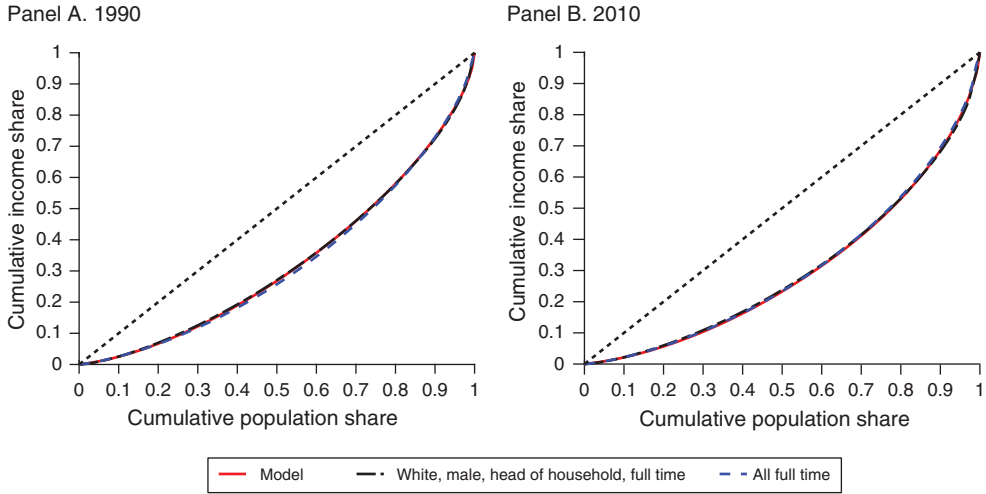 Panel A. 1990
Cumulative income share
1
0.9
0.8
0.7
0.6
0.5
0.4
0.3
0.2
0.1
0
0 0.1 0.2 0.3 0.4 0.5 0.6 0.7 0.8 0.9 1
Cumulative population share
Panel B. 2010
Cumulative income share
1
0.9
0.8
0.7
0.6
0.5
0.4
0.3
0.2
0.1
0
0 0.1 0.2 0.3 0.4 0.5 0.6 0.7 0.8 0.9 1
Cumulative population share
Model White, male, head of household, full time All full time